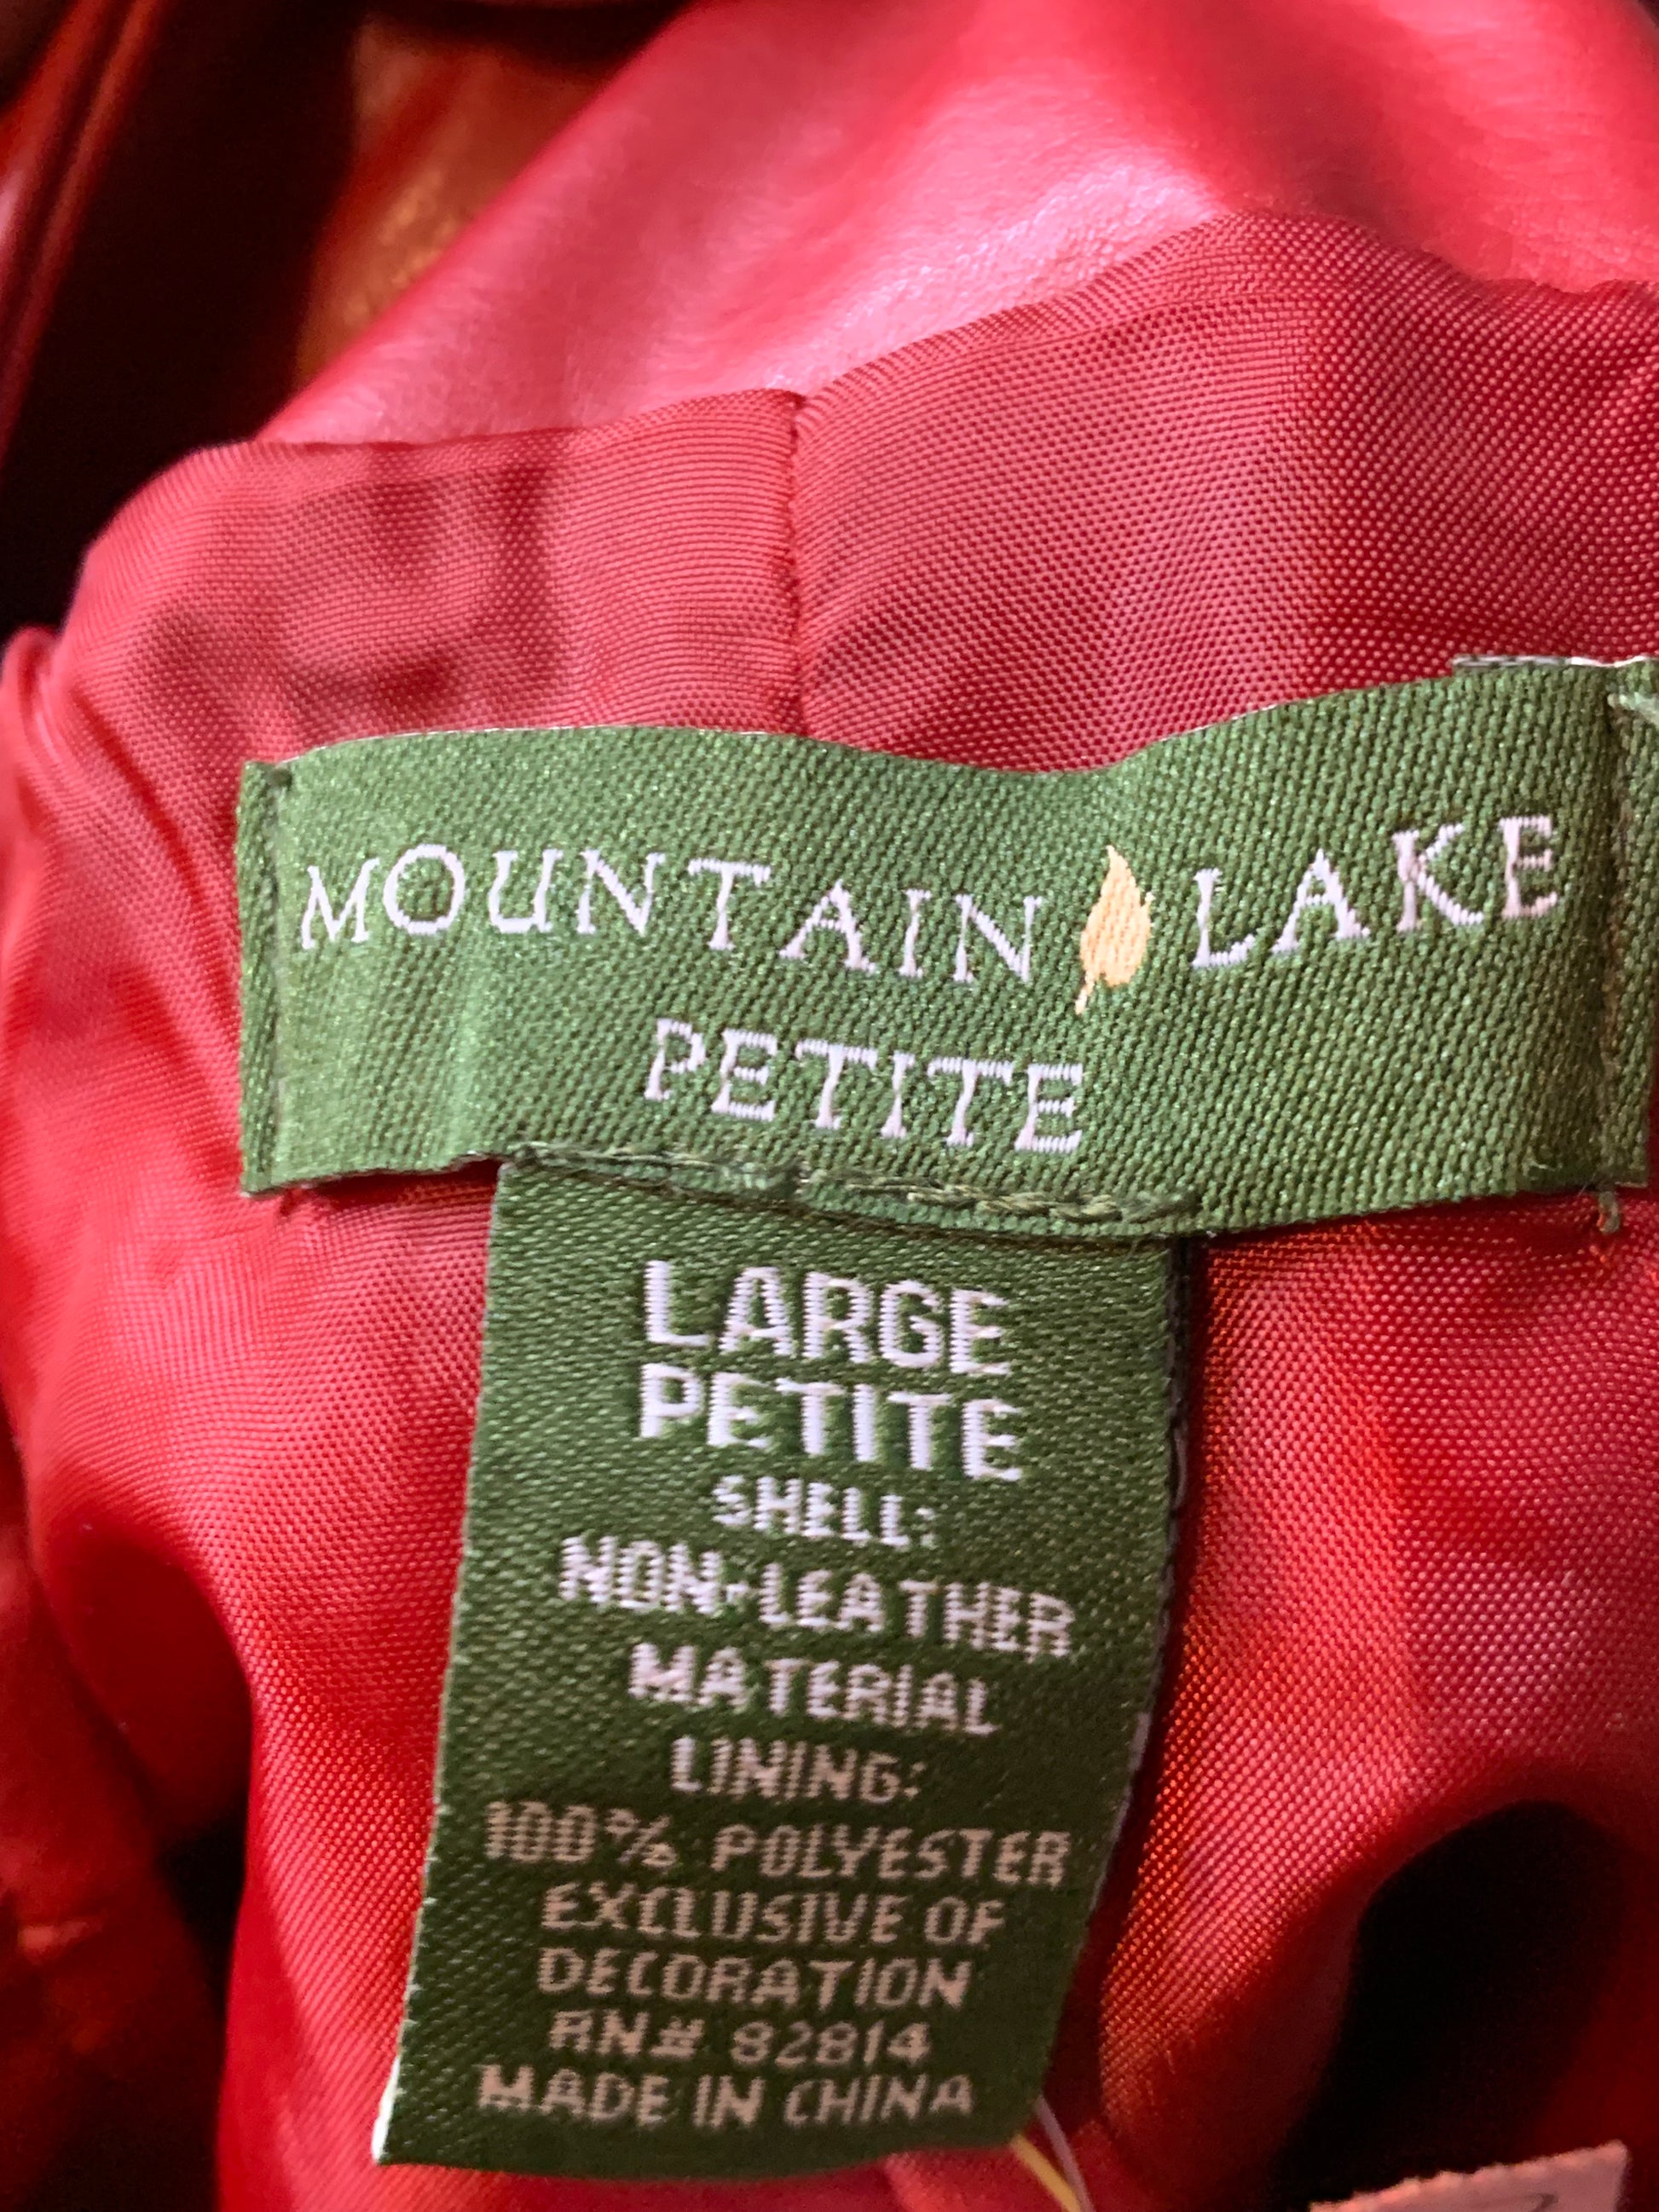 MOUNTAIN LAKE
PETITE
LARGE
PETITE
SHELL:
NON-LEATHER
MATERIAL
LINING:
100% POLYESTER
EXCLUSIVE OF
DECORATION
RN# 82814
MADE IN CHINA